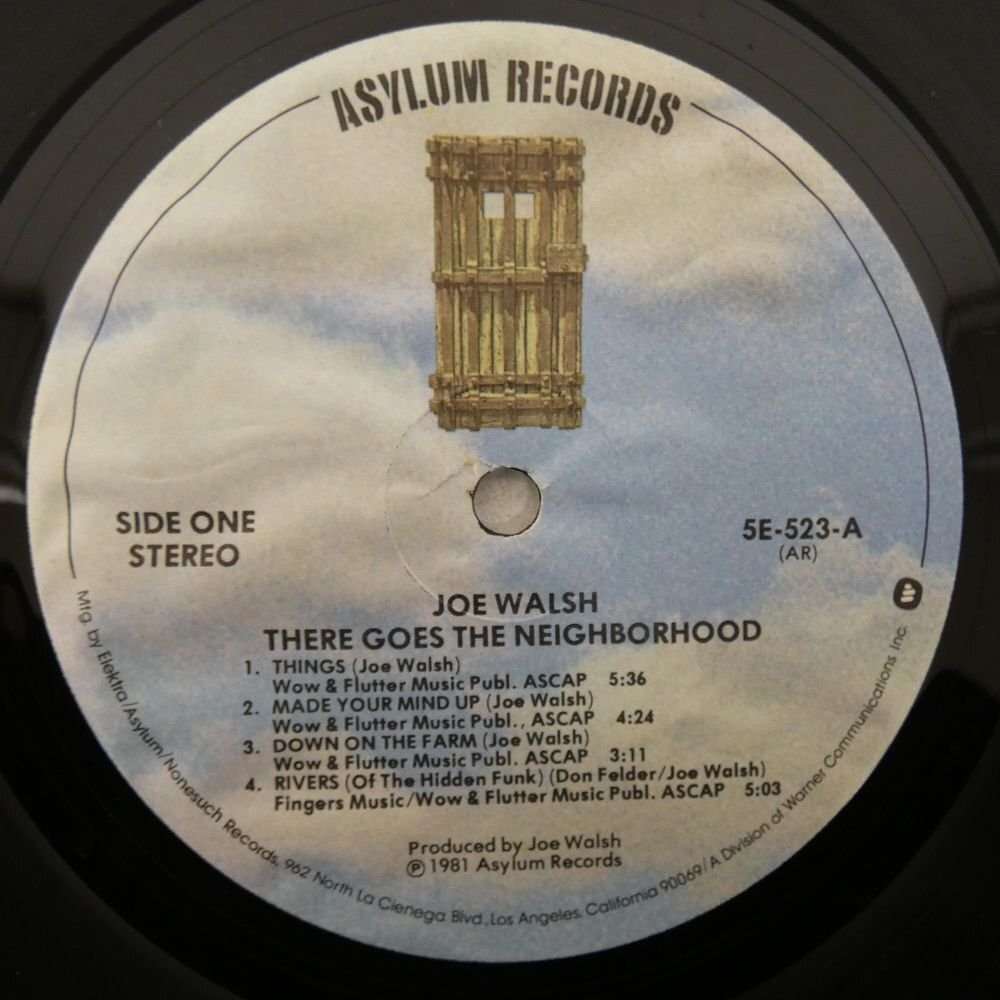 ASYLUM RECORDS
SIDE ONE
STEREO
5E-523-A
(AR)
JOE WALSH
THERE GOES THE NEIGHBORHOOD
1. THINGS (Joe Walsh)
Wow & Flutter Music Publ. ASCAP 5:36
2. MADE YOUR MIND UP (Joe Walsh)
Wow & Flutter Music Publ., ASCAP 4:24
3. DOWN ON THE FARM (Joe Walsh)
Wow & Flutter Music Publ. ASCAP 3:11
4. RIVERS (Of The Hidden Funk) (Don Felder/Joe Walsh)
Fingers Music/Wow & Flutter Music Publ. ASCAP 5:03
Produced by Joe Walsh
℗ 1981 Asylum Records
Mfg. by Elektra/Asylum/Nonesuch Records, 962 North La Cienega Blvd., Los Angeles, California 90069/A Division of Warner Communications Inc.